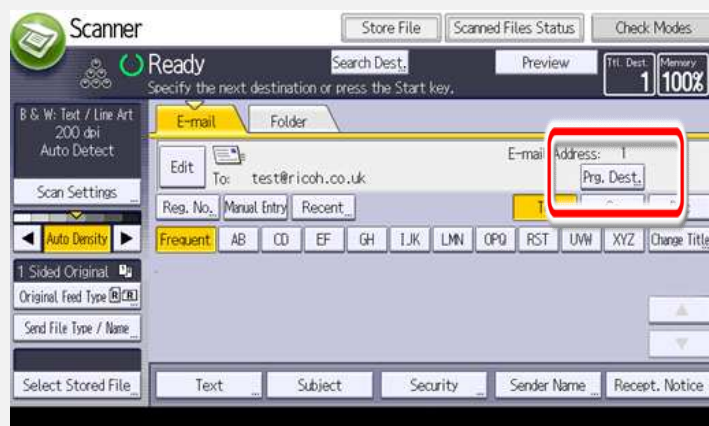 Scanner
Store File
Scanned Files Status
Check Modes
Ready
Search Dest.
Preview
Ttl. Dest.
1
Memory
100%
Specify the next destination or press the Start key.
B & W: Text / Line Art
200 dpi
Auto Detect
Scan Settings
Auto Density
1 Sided Original
Original Feed Type
Send File Type / Name
Select Stored File
E-mail
Folder
Edit
To: test@ricoh.co.uk
E-mail Address: 1
Prg. Dest.
Reg. No.
Manual Entry
Recent
Frequent
AB
CD
EF
GH
IJK
LMN
OPQ
RST
UVW
XYZ
Change Title
Text
Subject
Security
Sender Name
Recept. Notice